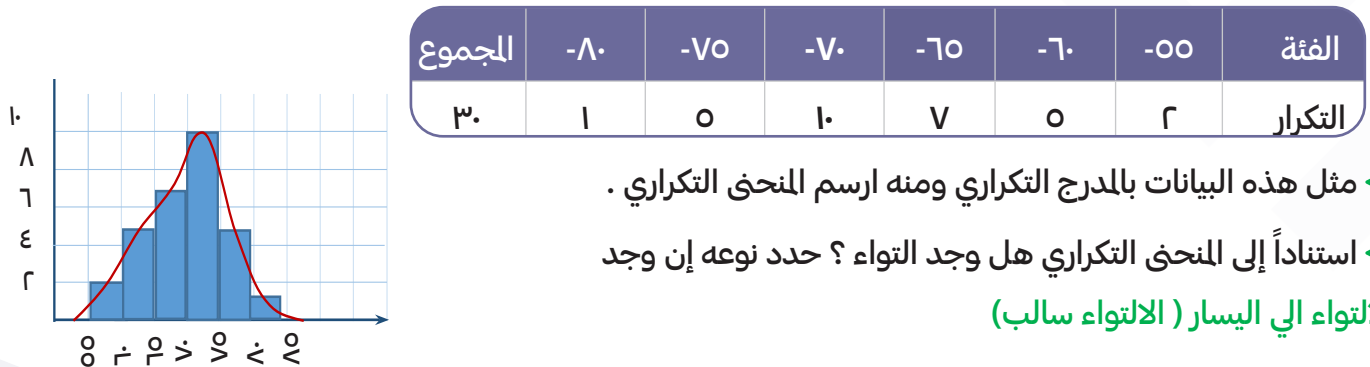 الفئة ٥٥- ٦٠- ٦٥- ٧٠- ٧٥- ٨٠- المجموع
التكرار ٢ ٥ ٧ ١٠ ٥ ١ ٣٠
مثل هذه البيانات بالمدرج التكراري ومنه ارسم المنحنى التكراري .
استناداً إلى المنحنى التكراري هل وجد التواء ؟ حدد نوعه إن وجد
التواء الي اليسار ( الالتواء سالب)
١٠
٨
٦
٤
٢
٥٥ ٦٠ ٦٥ ٧٠ ٧٥ ٨٠ ٨٥